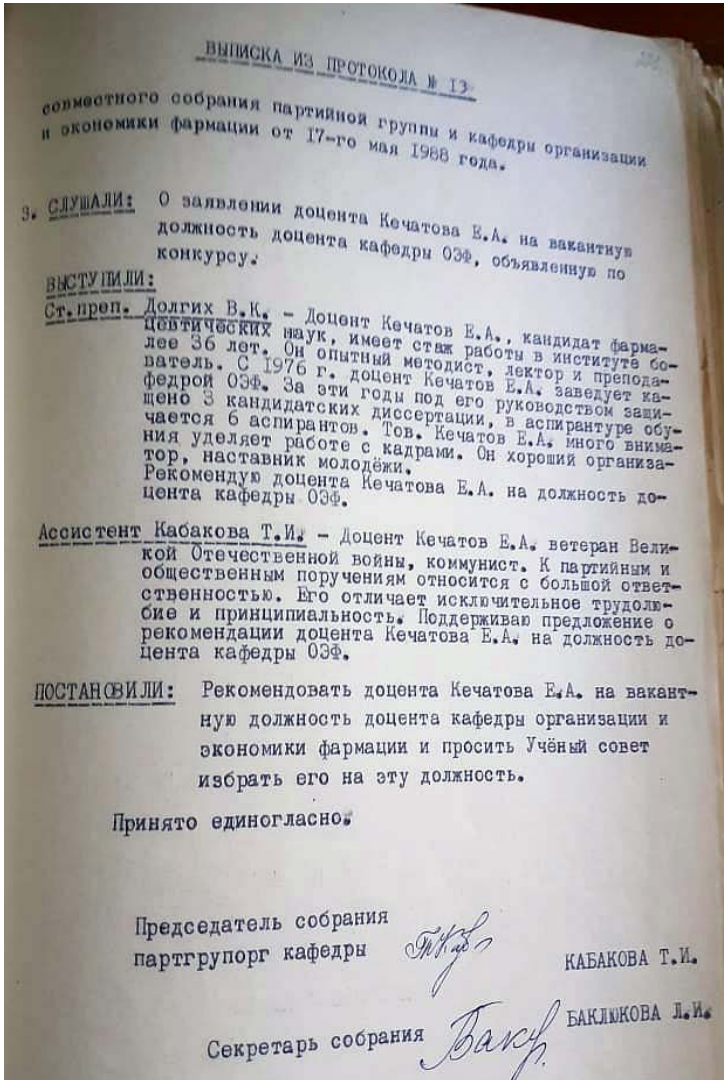 ВЫПИСКА ИЗ ПРОТОКОЛА № 13
совместного собрания партийной группы и кафедры организации
и экономики фармации от 17-го мая 1988 года.
3. СЛУШАЛИ: О заявлении доцента Кечатова Е.А. на вакантную
должность доцента кафедры ОЭФ, объявленную по
конкурсу.
ВЫСТУПИЛИ:
Ст.преп. Долгих В.К. – Доцент Кечатов Е.А., кандидат фарма-
цевтических наук, имеет стаж работы в институте бо-
лее 36 лет. Он опытный методист, лектор и препода-
ватель. С 1976 г. доцент Кечатов Е.А. заведует ка-
федрой ОЭФ. За эти годы под его руководством защи-
щено 3 кандидатских диссертации, в аспирантуре обу-
чается 6 аспирантов. Тов. Кечатов Е.А. много внима-
ния уделяет работе с кадрами. Он хороший организа-
тор, наставник молодёжи.
Рекомендую доцента Кечатова Е.А. на должность до-
цента кафедры ОЭФ.
Ассистент Кабакова Т.И. – Доцент Кечатов Е.А. ветеран Вели-
кой Отечественной войны, коммунист. К партийным и
общественным поручениям относится с большой ответ-
ственностью. Его отличает исключительное трудолю-
бие и принципиальность. Поддерживаю предложение о
рекомендации доцента Кечатова Е.А. на должность до-
цента кафедры ОЭФ.
ПОСТАНОВИЛИ: Рекомендовать доцента Кечатова Е.А. на вакант-
ную должность доцента кафедры организации и
экономики фармации и просить Учёный совет
избрать его на эту должность.
Принято единогласно.
Председатель собрания
партгрупорг кафедры КАБАКОВА Т.И.
Секретарь собрания БАКЛЮКОВА Л.И.